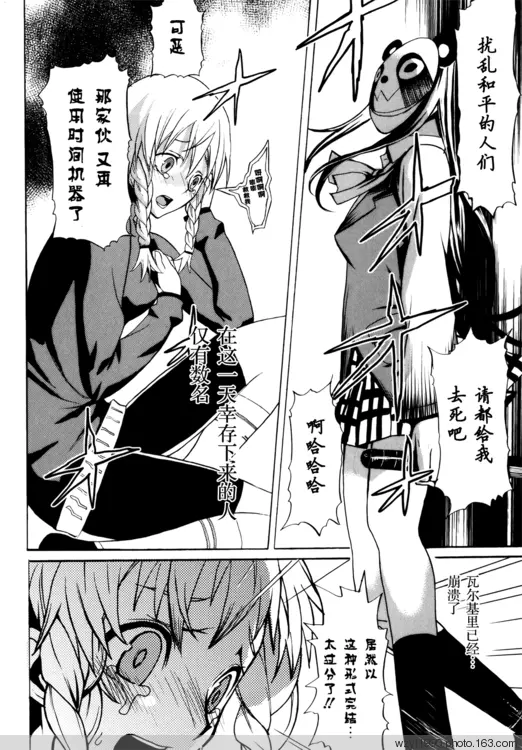 扰乱和平的人们
请都给我
去死吧
啊哈哈哈
可恶
那家伙又再
使用时间机器了
在这一天幸存下来的人
仅有数名
瓦尔基里已经…
崩溃了
居然以
这种形式完结…
太过分了!!